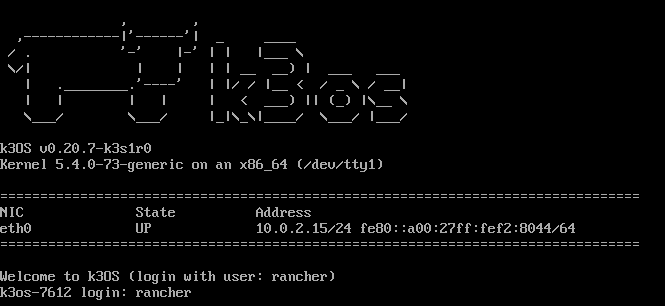 k3os
k3OS v0.20.7-k3s1r0
Kernel 5.4.0-73-generic on an x86_64 (/dev/tty1)
================================================================================
NIC State Address
eth0 UP 10.0.2.15/24 fe80::a00:27ff:fef2:8044/64
================================================================================
Welcome to k3OS (login with user: rancher)
k3os-7612 login: rancher